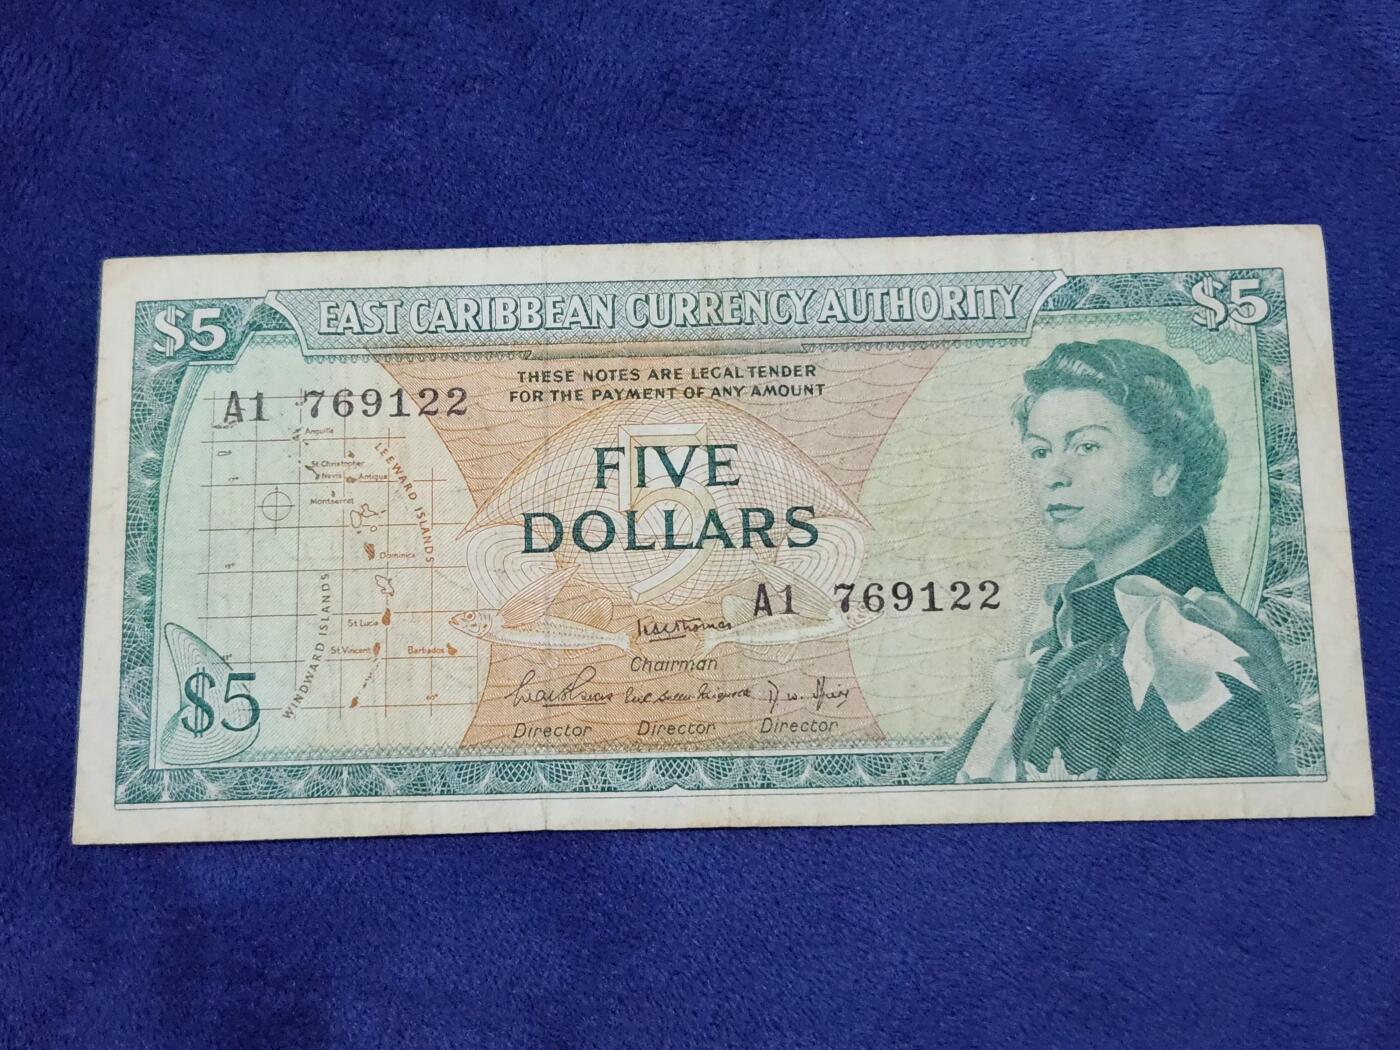 $5
EAST CARIBBEAN CURRENCY AUTHORITY
$5
THESE NOTES ARE LEGAL TENDER
FOR THE PAYMENT OF ANY AMOUNT
A1 769122
5
FIVE
DOLLARS
Anguilla
St Christopher
Nevis
Antigua
Montserrat
LEEWARD ISLANDS
Dominica
WINDWARD ISLANDS
St Lucia
St Vincent
Barbados
A1 769122
Chairman
$5
Director
Director
Director